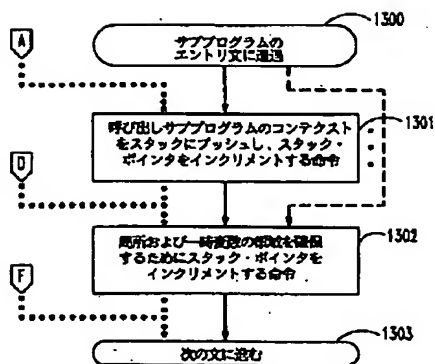 1300
A
サブプログラムの
エントリ文に遭遇
1301
呼び出しサブプログラムのコンテクスト
をスタックにプッシュし、スタック・
ポインタをインクリメントする命令
D
1302
局所および一時変数の領域を確保
するためにスタック・ポインタを
インクリメントする命令
F
1303
次の文に進む